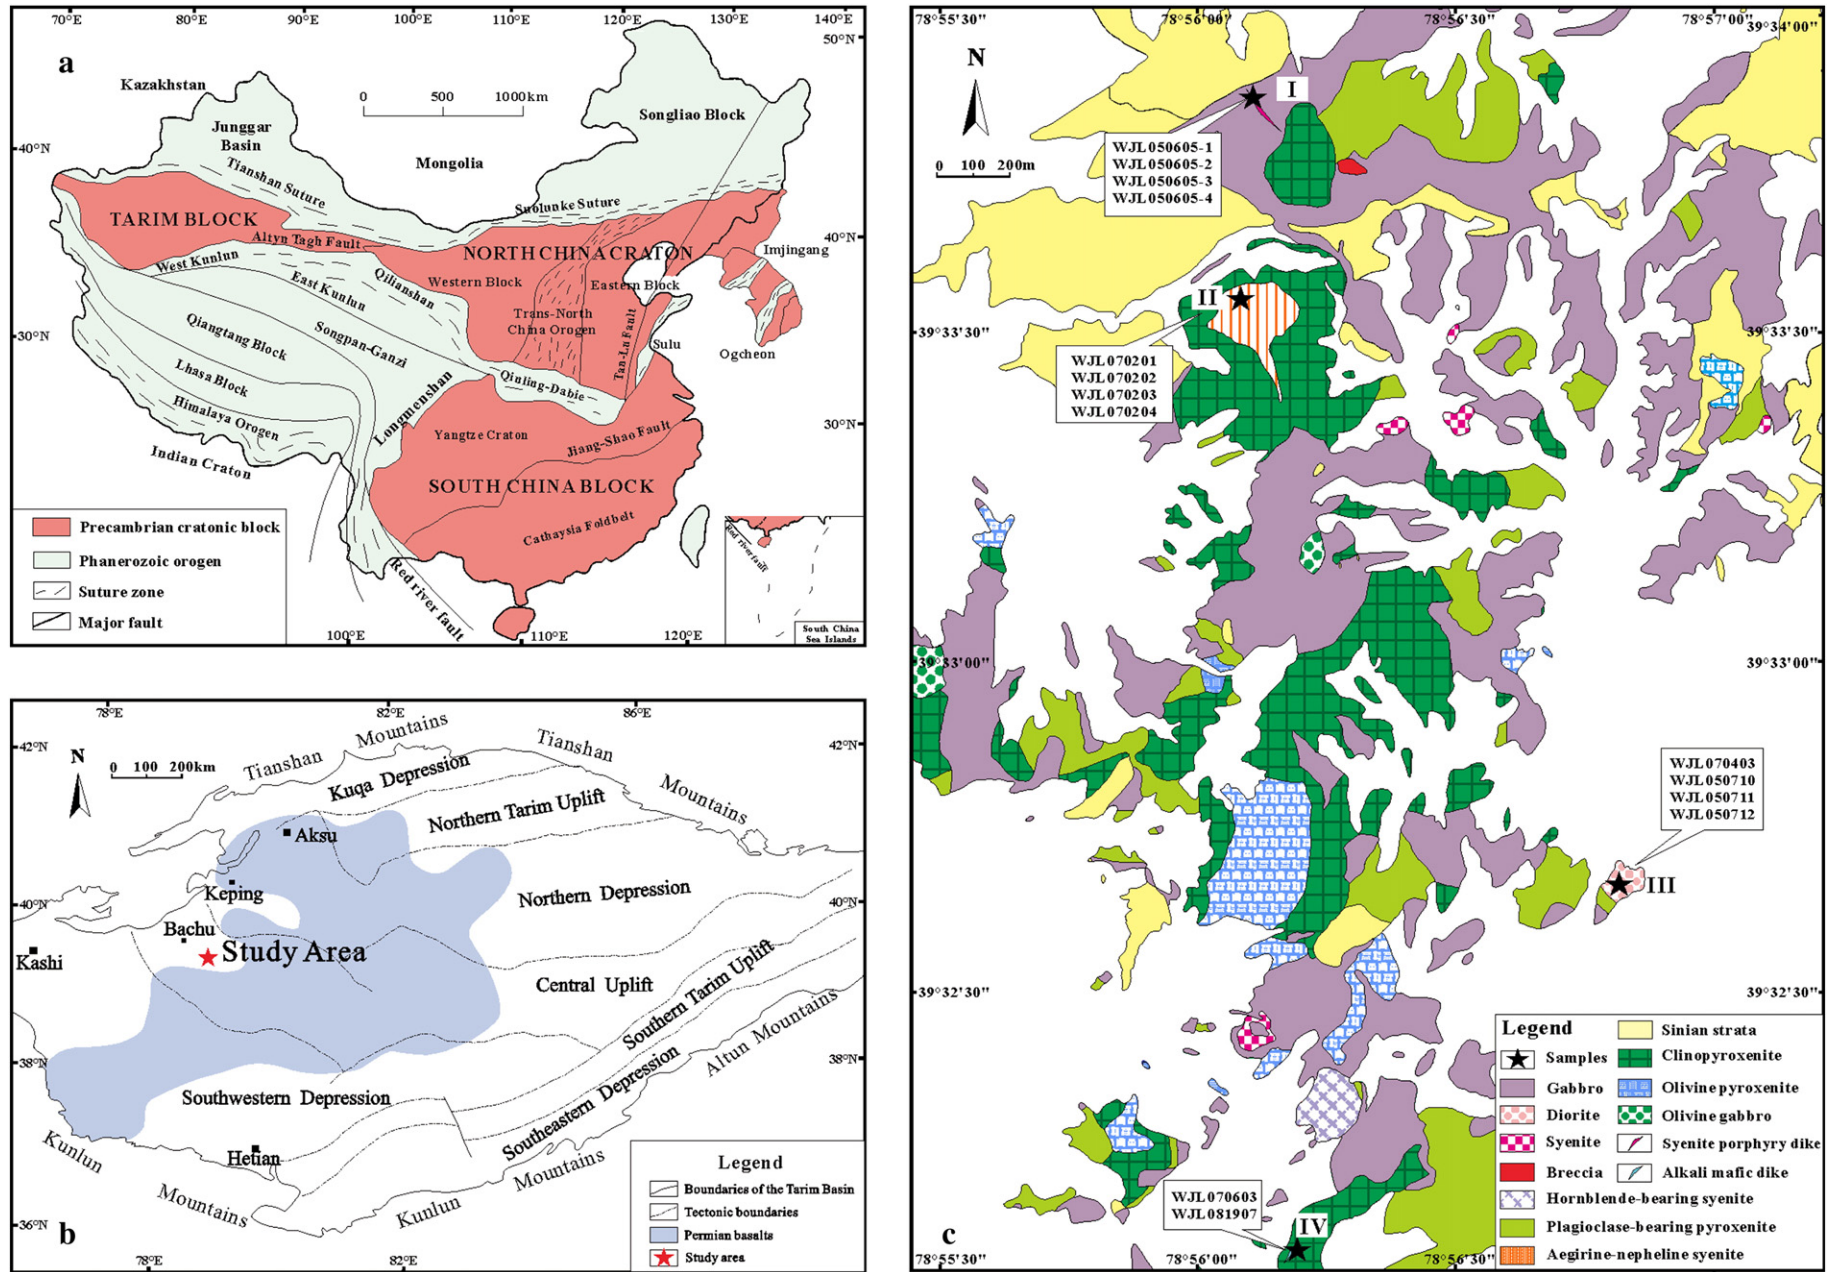 70°E
80°E
90°E
100°E
110°E
120°E
130°E
140°E
50°N
a
Kazakhstan
0 500 1000km
Songliao Block
Junggar
Basin
40°N
Mongolia
Tianshan Suture
Suolunke Suture
TARIM BLOCK
Altyn Tagh Fault
40°N
NORTH CHINA CRATON
Imjingang
West Kunlun
East Kunlun
Qilianshan
Western Block
Eastern Block
Trans-North
China Orogen
Tan-Lu Fault
30°N
Qiangtang Block
Songpan-Ganzi
Sulu
Ogcheon
Lhasa Block
Qinling-Dabie
Himalaya Orogen
Longmenshan
30°N
Yangtze Craton
Jiang-Shao Fault
Indian Craton
SOUTH CHINA BLOCK
Cathaysia Foldbelt
Precambrian cratonic block
Phanerozoic orogen
Suture zone
Major fault
Red river fault
Red river fault
South China
Sea Islands
100°E
110°E
120°E
78°E
82°E
86°E
42°N
42°N
N
0 100 200km
Tianshan
Mountains
Tianshan
Mountains
Kuqa Depression
Northern Tarim Uplift
Aksu
Keping
Northern Depression
40°N
40°N
Bachu
Study Area
Kashi
Central Uplift
Southern Tarim Uplift
38°N
38°N
Altun Mountains
Southwestern Depression
Southeastern Depression
Kunlun
Mountains
Hetian
Kunlun
Mountains
36°N
b
78°E
82°E
Legend
Boundaries of the Tarim Basin
Tectonic boundaries
Permian basalts
Study area
78°55'30"
78°56'00"
78°56'30"
78°57'00"
39°34'00"
N
0 100 200m
I
WJL050605-1
WJL050605-2
WJL050605-3
WJL050605-4
II
39°33'30"
39°33'30"
WJL070201
WJL070202
WJL070203
WJL070204
39°33'00"
39°33'00"
WJL070403
WJL050710
WJL050711
WJL050712
III
39°32'30"
39°32'30"
WJL070603
WJL081907
IV
c
78°55'30"
78°56'00"
78°56'30"
Legend
Samples
Gabbro
Diorite
Syenite
Breccia
Hornblende-bearing syenite
Plagioclase-bearing pyroxenite
Aegirine-nepheline syenite
Sinian strata
Clinopyroxenite
Olivine pyroxenite
Olivine gabbro
Syenite porphyry dike
Alkali mafic dike